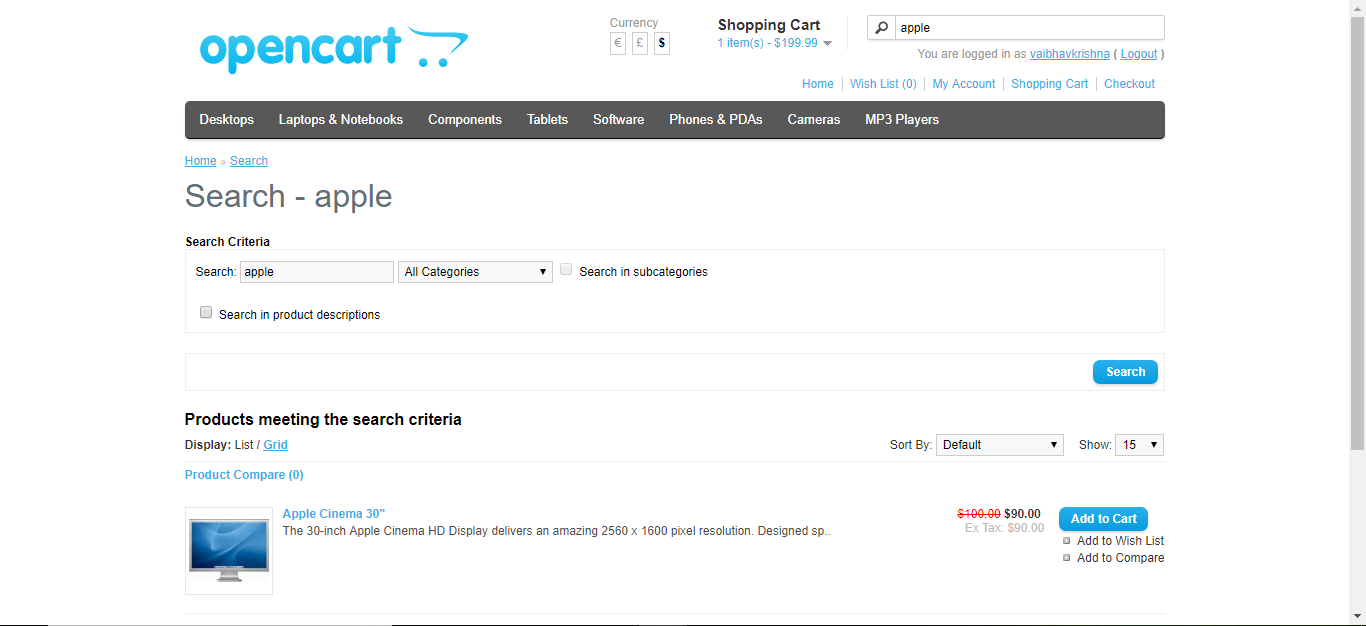 opencart
Currency
€ £ $
Shopping Cart
1 item(s) - $199.99
apple
You are logged in as vaibhavkrishna ( Logout )
Home Wish List (0) My Account Shopping Cart Checkout
Desktops Laptops & Notebooks Components Tablets Software Phones & PDAs Cameras MP3 Players
Home » Search
Search - apple
Search Criteria
Search: apple All Categories Search in subcategories
Search in product descriptions
Search
Products meeting the search criteria
Display: List / Grid Sort By: Default Show: 15
Product Compare (0)
Apple Cinema 30" $100.00 $90.00 Add to Cart
The 30-inch Apple Cinema HD Display delivers an amazing 2560 x 1600 pixel resolution. Designed sp.. Ex Tax: $90.00
Add to Wish List
Add to Compare